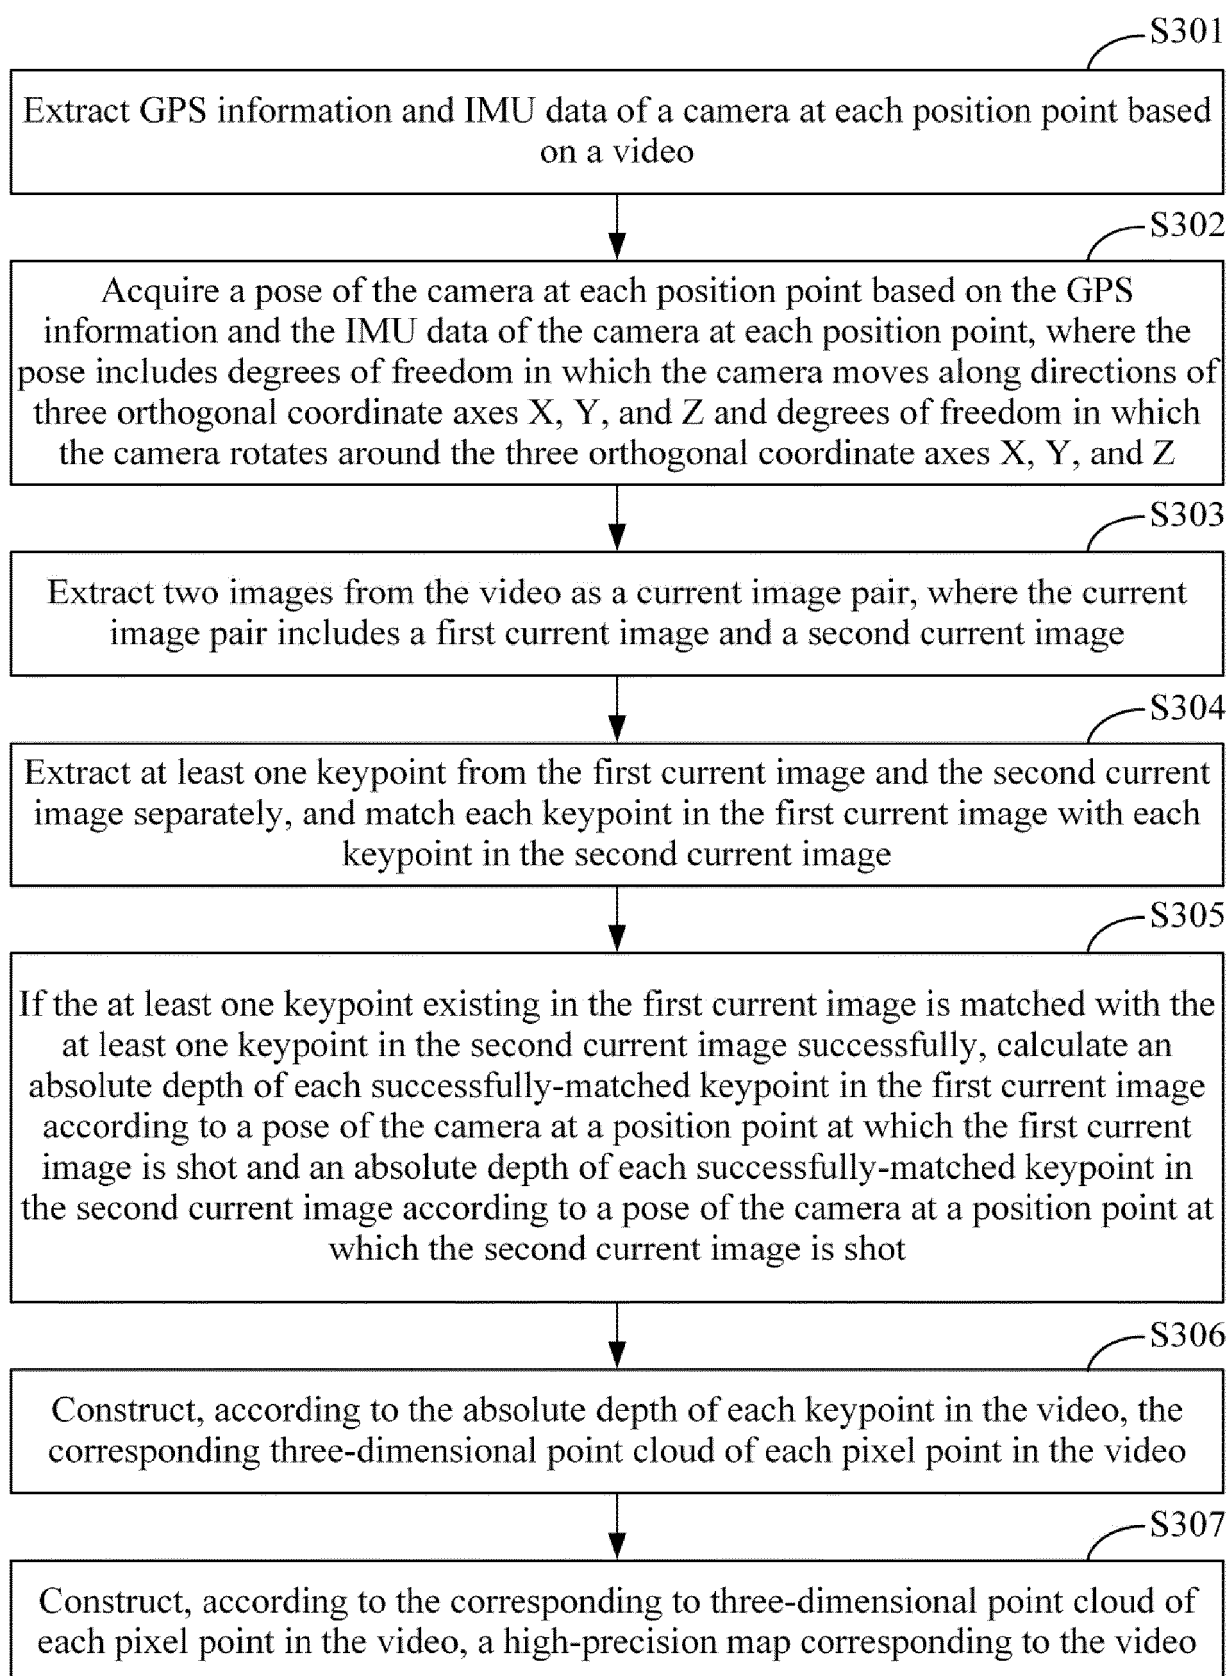 S301
Extract GPS information and IMU data of a camera at each position point based
on a video
S302
Acquire a pose of the camera at each position point based on the GPS
information and the IMU data of the camera at each position point, where the
pose includes degrees of freedom in which the camera moves along directions of
three orthogonal coordinate axes X, Y, and Z and degrees of freedom in which
the camera rotates around the three orthogonal coordinate axes X, Y, and Z
S303
Extract two images from the video as a current image pair, where the current
image pair includes a first current image and a second current image
S304
Extract at least one keypoint from the first current image and the second current
image separately, and match each keypoint in the first current image with each
keypoint in the second current image
S305
If the at least one keypoint existing in the first current image is matched with the
at least one keypoint in the second current image successfully, calculate an
absolute depth of each successfully-matched keypoint in the first current image
according to a pose of the camera at a position point at which the first current
image is shot and an absolute depth of each successfully-matched keypoint in
the second current image according to a pose of the camera at a position point at
which the second current image is shot
S306
Construct, according to the absolute depth of each keypoint in the video, the
corresponding three-dimensional point cloud of each pixel point in the video
S307
Construct, according to the corresponding to three-dimensional point cloud of
each pixel point in the video, a high-precision map corresponding to the video